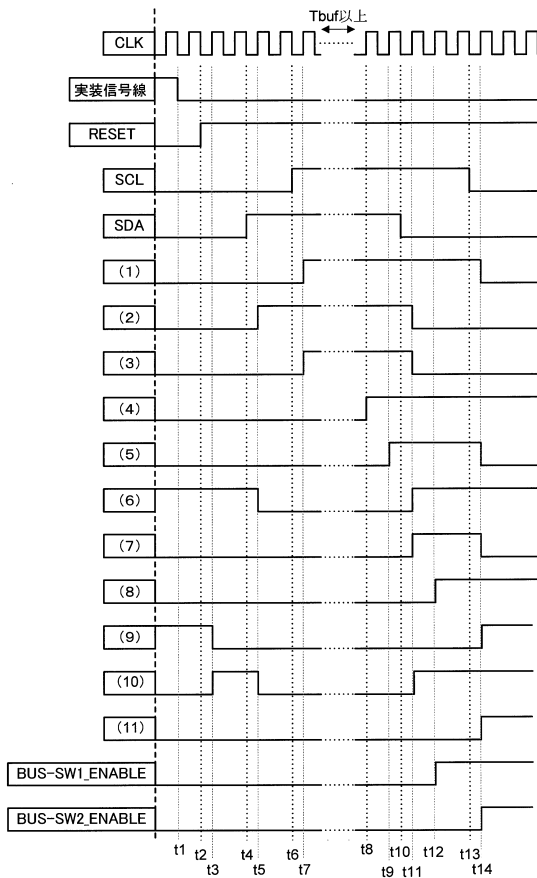 Tbuf以上
CLK
実装信号線
RESET
SCL
SDA
(1)
(2)
(3)
(4)
(5)
(6)
(7)
(8)
(9)
(10)
(11)
BUS-SW1_ENABLE
BUS-SW2_ENABLE
t1 t2 t3 t4 t5 t6 t7 t8 t9 t10 t11 t12 t13 t14